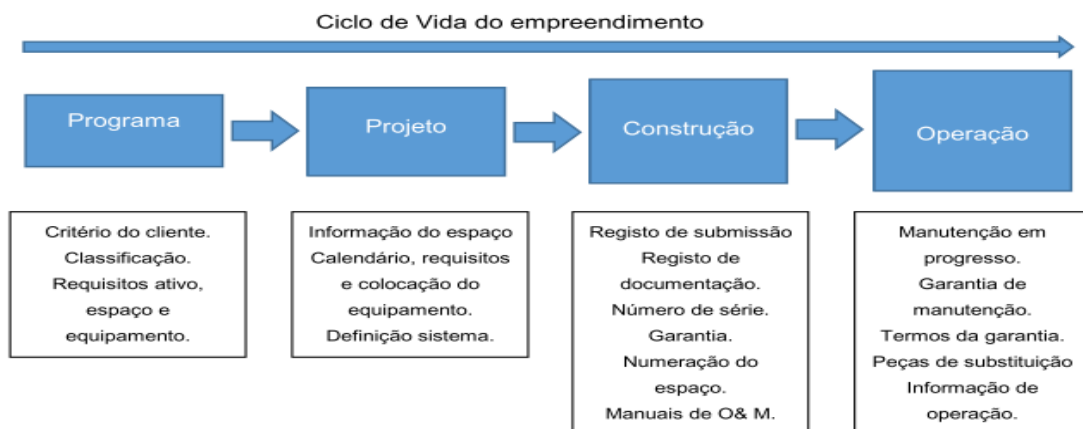 Ciclo de Vida do empreendimento
Programa
Projeto
Construção
Operação
Critério do cliente.
Classificação.
Requisitos ativo,
espaço e
equipamento.
Informação do espaço
Calendário, requisitos
e colocação do
equipamento.
Definição sistema.
Registo de submissão
Registo de
documentação.
Número de série.
Garantia.
Numeração do
espaço.
Manuais de O& M.
Manutenção em
progresso.
Garantia de
manutenção.
Termos da garantia.
Peças de substituição
Informação de
operação.